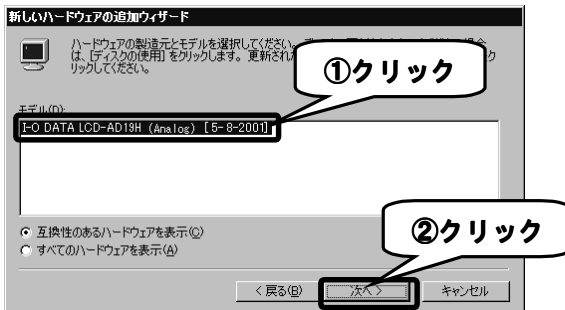 新しいハードウェアの追加ウィザード
ハードウェアの製造元とモデルを選択してください。
は、[ディスクの使用] をクリックします。更新され
リックしてください。
①クリック
モデル(D):
I-O DATA LCD-AD19H (Analog) [ 5- 8-2001]
互換性のあるハードウェアを表示(C)
すべてのハードウェアを表示(A)
②クリック
< 戻る(B)
次へ >
キャンセル